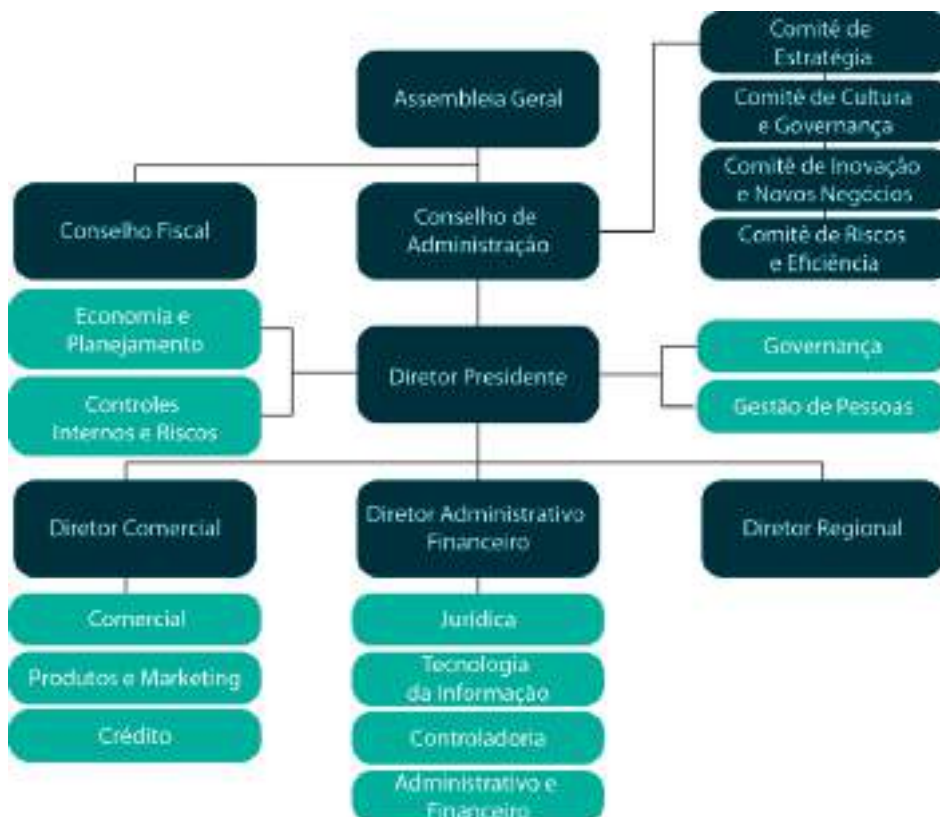 Comitê de
Estratégia
Assembleia Geral
Comitê de Cultura
e Governança
Comitê de Inovação
e Novos Negócios
Conselho Fiscal
Conselho de
Administração
Comitê de Riscos
e Eficiência
Economia e
Planejamento
Controles
Internos e Riscos
Diretor Presidente
Governança
Gestão de Pessoas
Diretor Comercial
Diretor Administrativo
Financeiro
Diretor Regional
Comercial
Produtos e Marketing
Crédito
Jurídica
Tecnologia
da Informação
Controladoria
Administrativo e
Financeiro